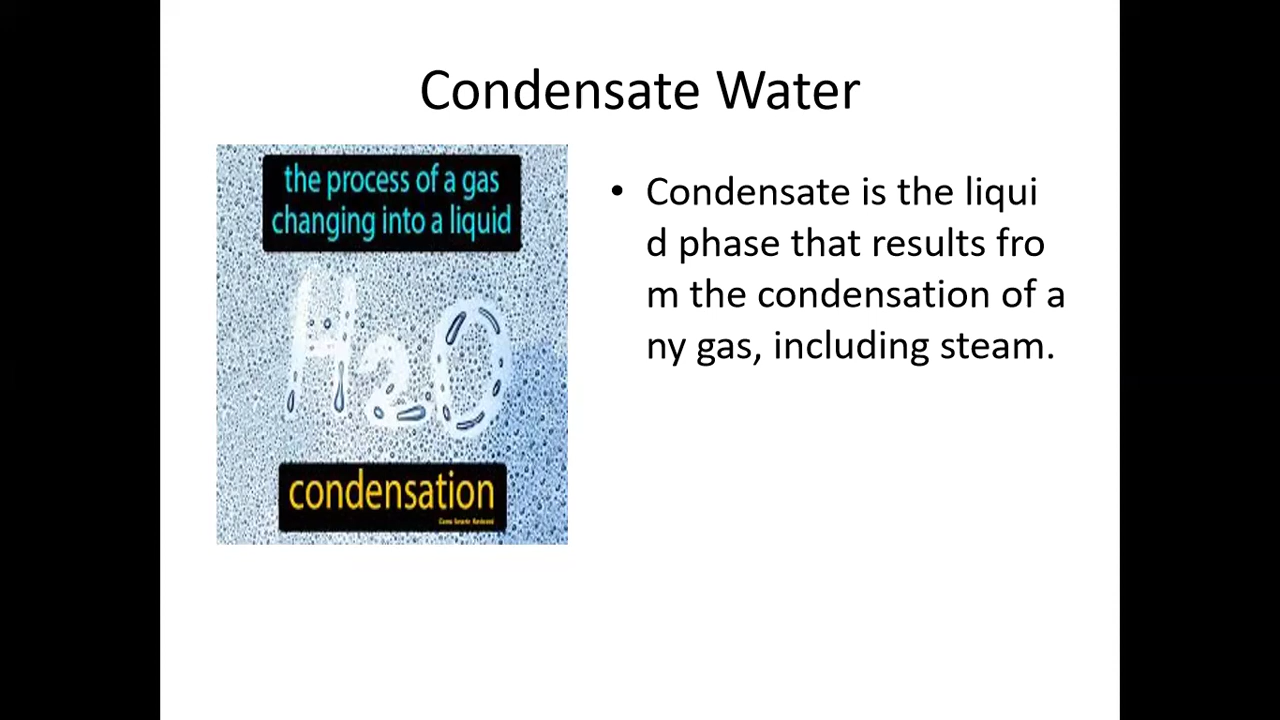 Condensate Water
the process of a gas
changing into a liquid
H2O
condensation
• Condensate is the liqui
d phase that results fro
m the condensation of a
ny gas, including steam.